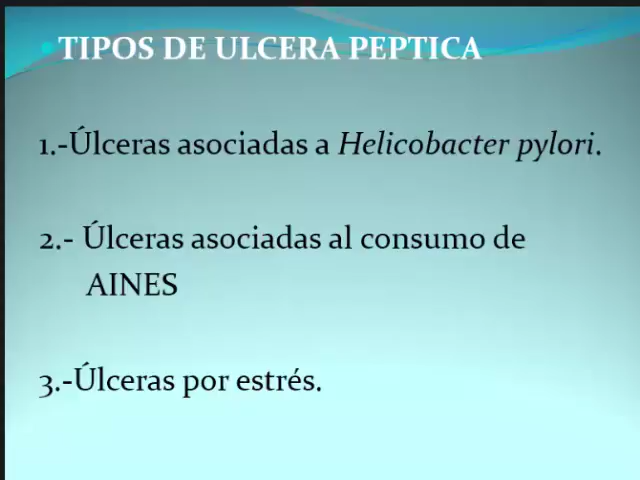 TIPOS DE ULCERA PEPTICA
1.-Úlceras asociadas a Helicobacter pylori.
2.- Úlceras asociadas al consumo de
AINES
3.-Úlceras por estrés.